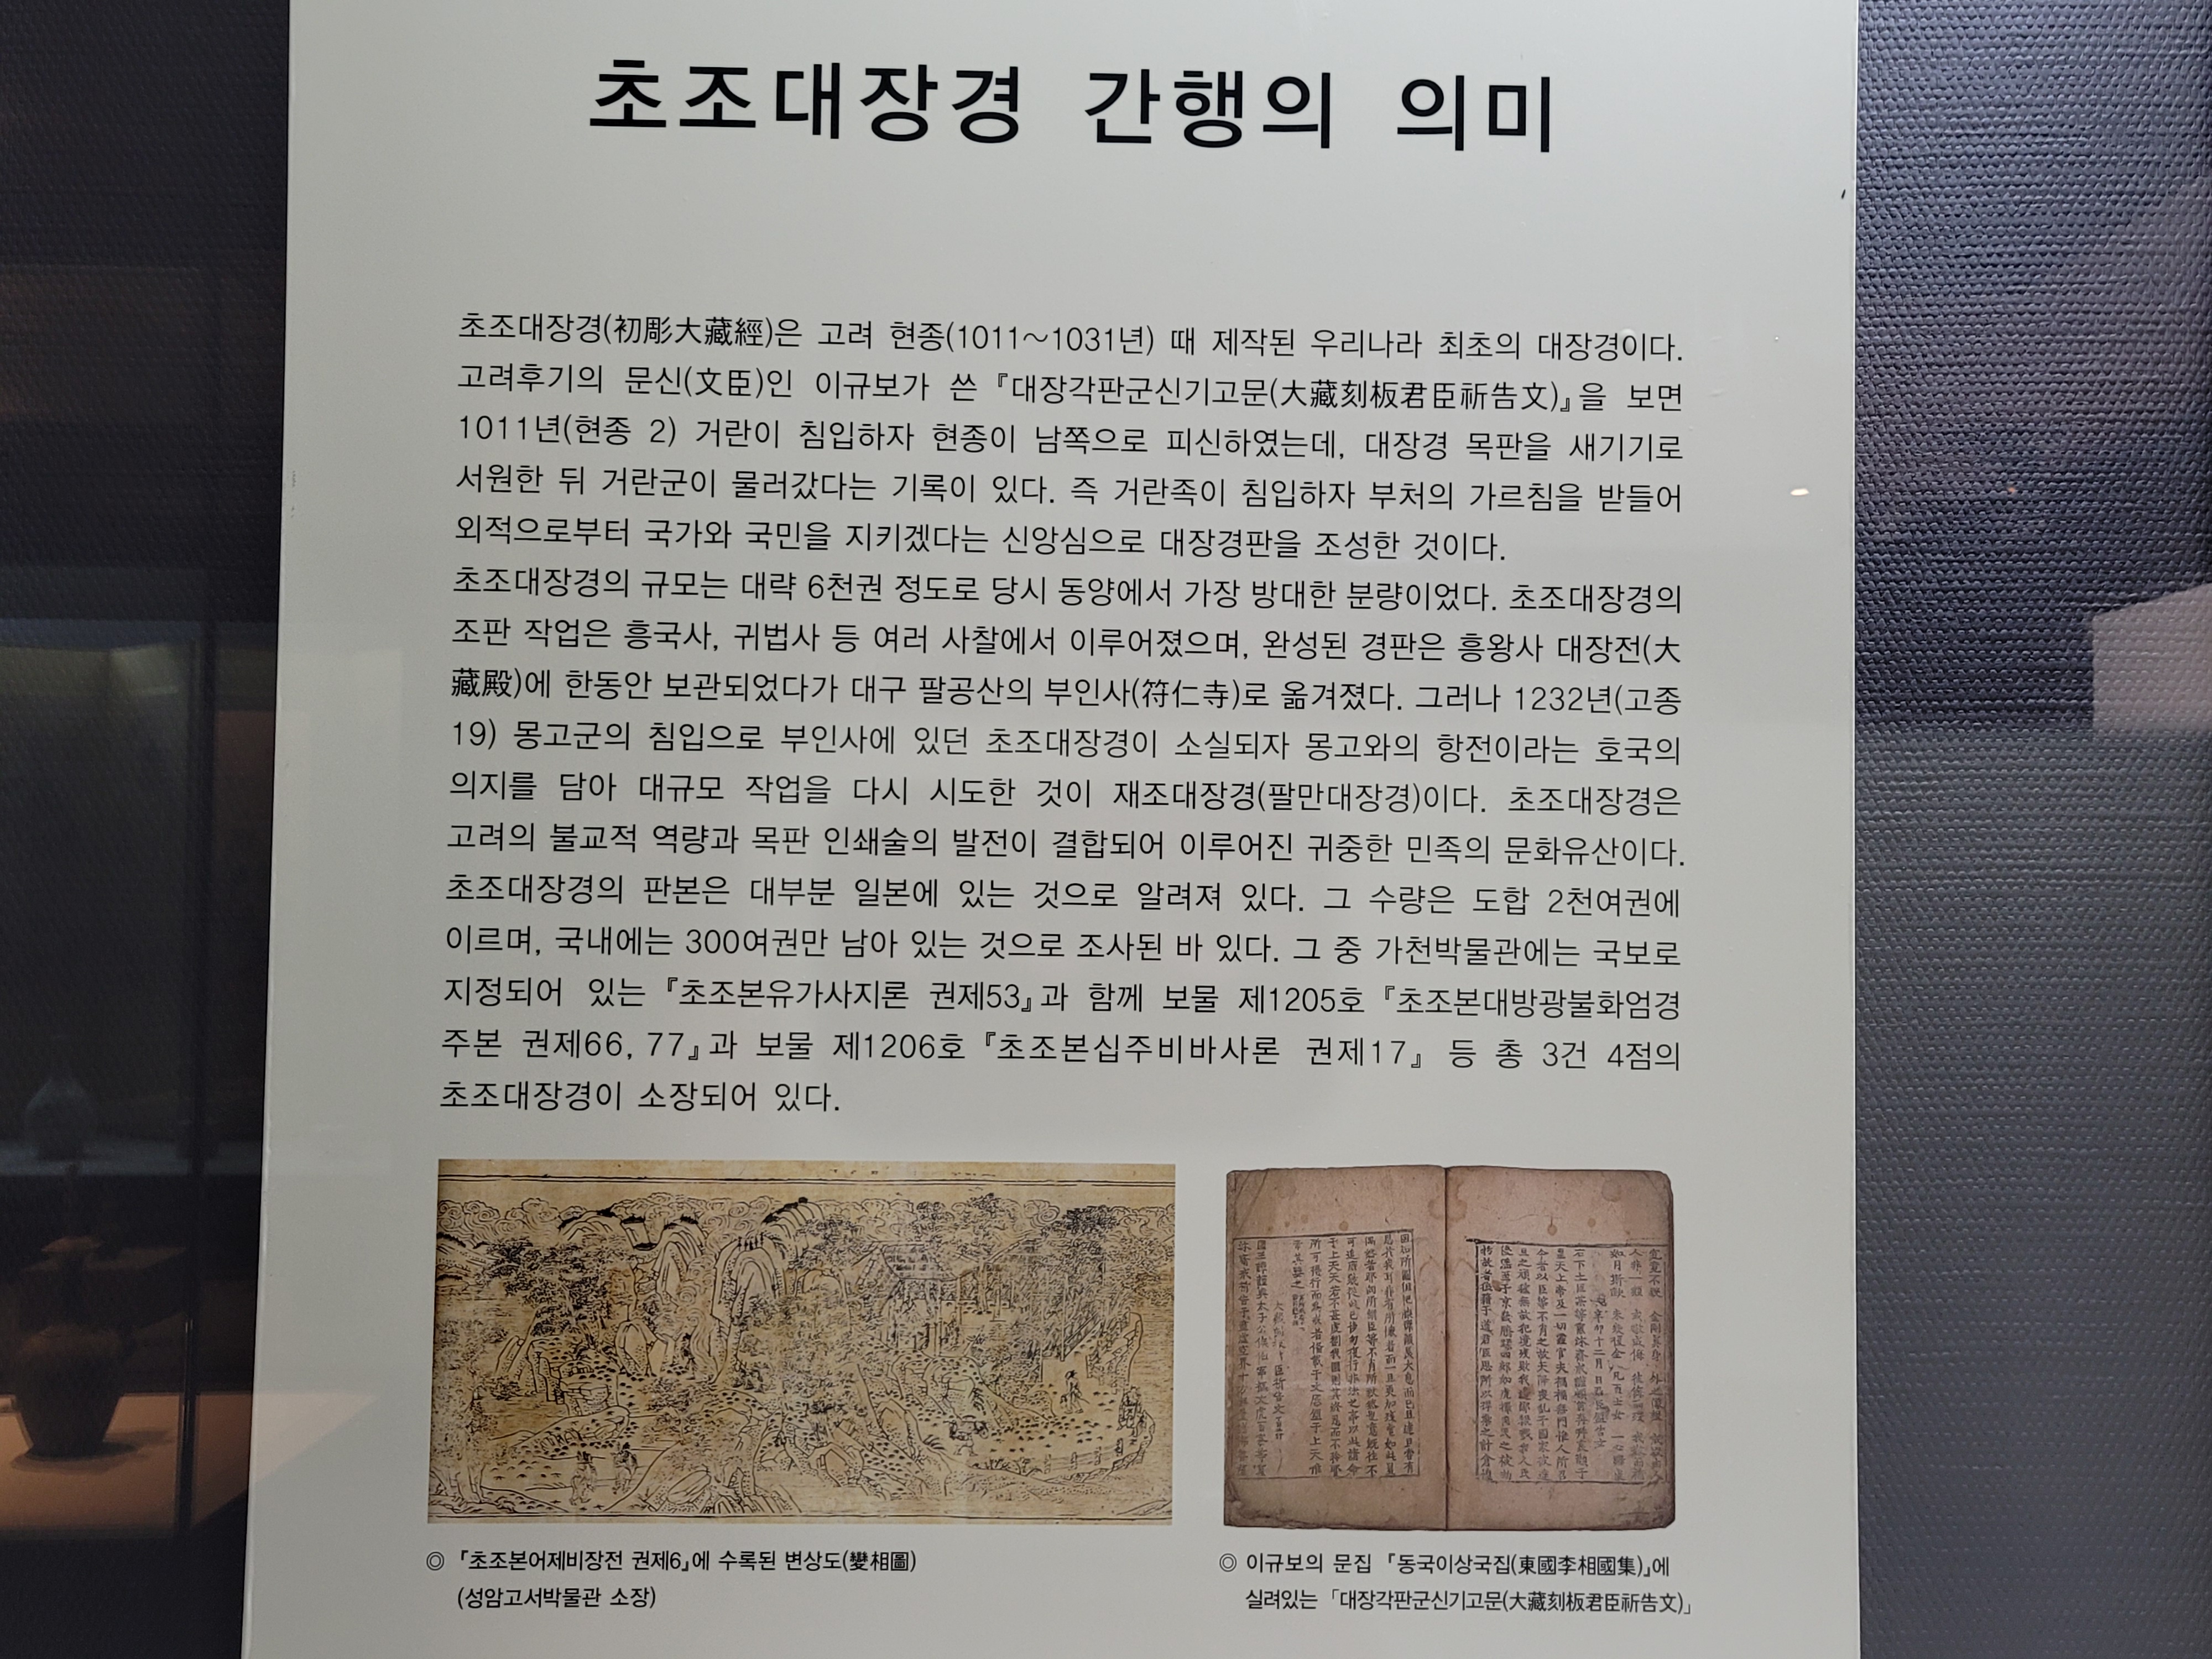 초조대장경 간행의 의미
초조대장경(初彫大藏經)은 고려 현종(1011～1031년) 때 제작된 우리나라 최초의 대장경이다.
고려후기의 문신(文臣)인 이규보가 쓴 『대장각판군신기고문(大藏刻板君臣祈告文)』을 보면
1011년(현종 2) 거란이 침입하자 현종이 남쪽으로 피신하였는데, 대장경 목판을 새기기로
서원한 뒤 거란군이 물러갔다는 기록이 있다. 즉 거란족이 침입하자 부처의 가르침을 받들어
외적으로부터 국가와 국민을 지키겠다는 신앙심으로 대장경판을 조성한 것이다.
초조대장경의 규모는 대략 6천권 정도로 당시 동양에서 가장 방대한 분량이었다. 초조대장경의
조판 작업은 흥국사, 귀법사 등 여러 사찰에서 이루어졌으며, 완성된 경판은 흥왕사 대장전(大
藏殿)에 한동안 보관되었다가 대구 팔공산의 부인사(符仁寺)로 옮겨졌다. 그러나 1232년(고종
19) 몽고군의 침입으로 부인사에 있던 초조대장경이 소실되자 몽고와의 항전이라는 호국의
의지를 담아 대규모 작업을 다시 시도한 것이 재조대장경(팔만대장경)이다. 초조대장경은
고려의 불교적 역량과 목판 인쇄술의 발전이 결합되어 이루어진 귀중한 민족의 문화유산이다.
초조대장경의 판본은 대부분 일본에 있는 것으로 알려져 있다. 그 수량은 도합 2천여권에
이르며, 국내에는 300여권만 남아 있는 것으로 조사된 바 있다. 그 중 가천박물관에는 국보로
지정되어 있는 『초조본유가사지론 권제53』과 함께 보물 제1205호 『초조본대방광불화엄경
주본 권제66, 77』과 보물 제1206호 『초조본십주비바사론 권제17』 등 총 3건 4점의
초조대장경이 소장되어 있다.
◎ 『초조본어제비장전 권제6』에 수록된 변상도(變相圖)
(성암고서박물관 소장)
◎ 이규보의 문집 『동국이상국집(東國李相國集)』에
실려있는 「대장각판군신기고문(大藏刻板君臣祈告文)」